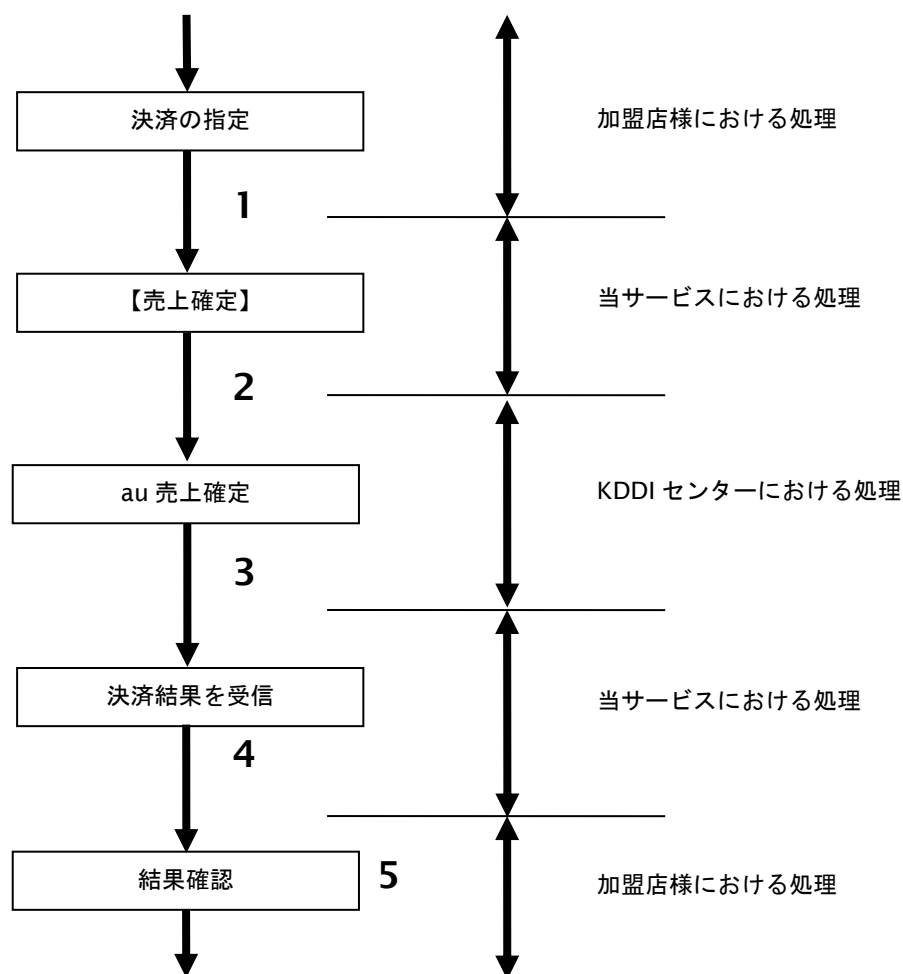 決済の指定
加盟店様における処理
1
【売上確定】
当サービスにおける処理
2
au 売上確定
KDDI センターにおける処理
3
決済結果を受信
当サービスにおける処理
4
結果確認
5
加盟店様における処理